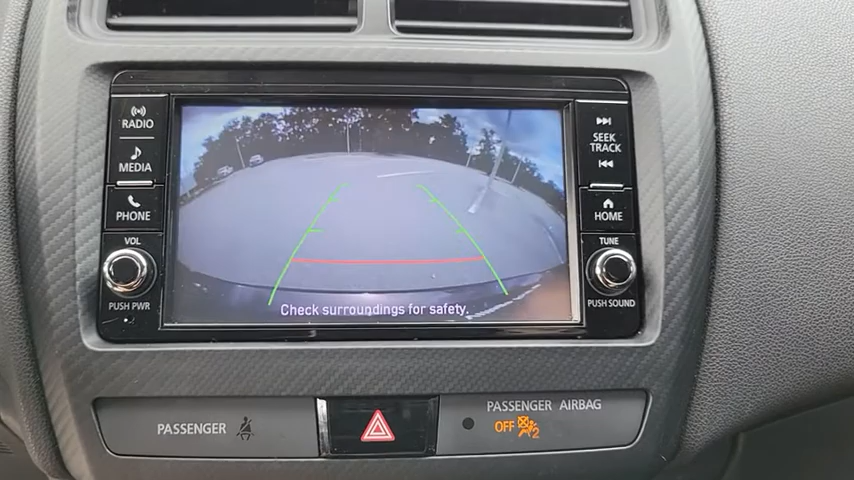 RADIO
MEDIA
PHONE
VOL
PUSH PWR
SEEK
TRACK
HOME
TUNE
PUSH SOUND
Check surroundings for safety.
PASSENGER
PASSENGER AIRBAG
OFF 2